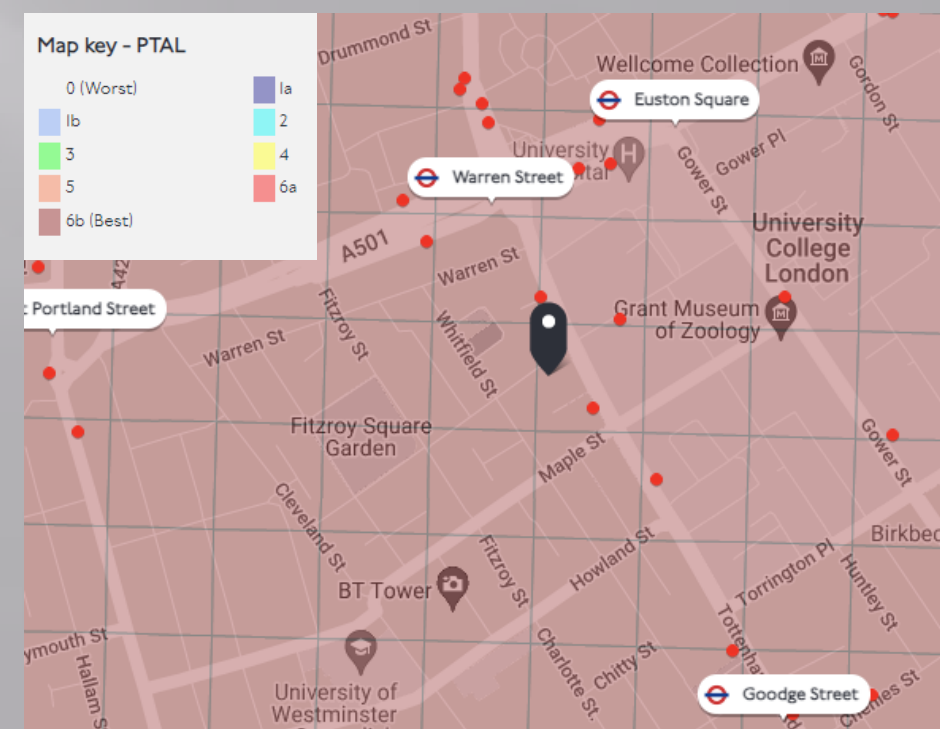 Map key - PTAL
0 (Worst)
Ia
Ib
2
3
4
5
6a
6b (Best)
Drummond St
Wellcome Collection
Gordon St
Euston Square
University
tal
Gower Pl
Gower St
Warren Street
University
College
London
A501
Warren St
A42
t Portland Street
Fitzroy St
Whitfield St
Grant Museum
of Zoology
Warren St
Fitzroy Square
Garden
Maple St
Gower St
Cleveland St
Fitzroy St
Howland St
Birkbec
Torrington Pl
Huntley St
BT Tower
ymouth St
Hallam S
Charlotte St.
Chitty St
Tottenha
University of
Westminster
Goodge Street
Chenies St
rd